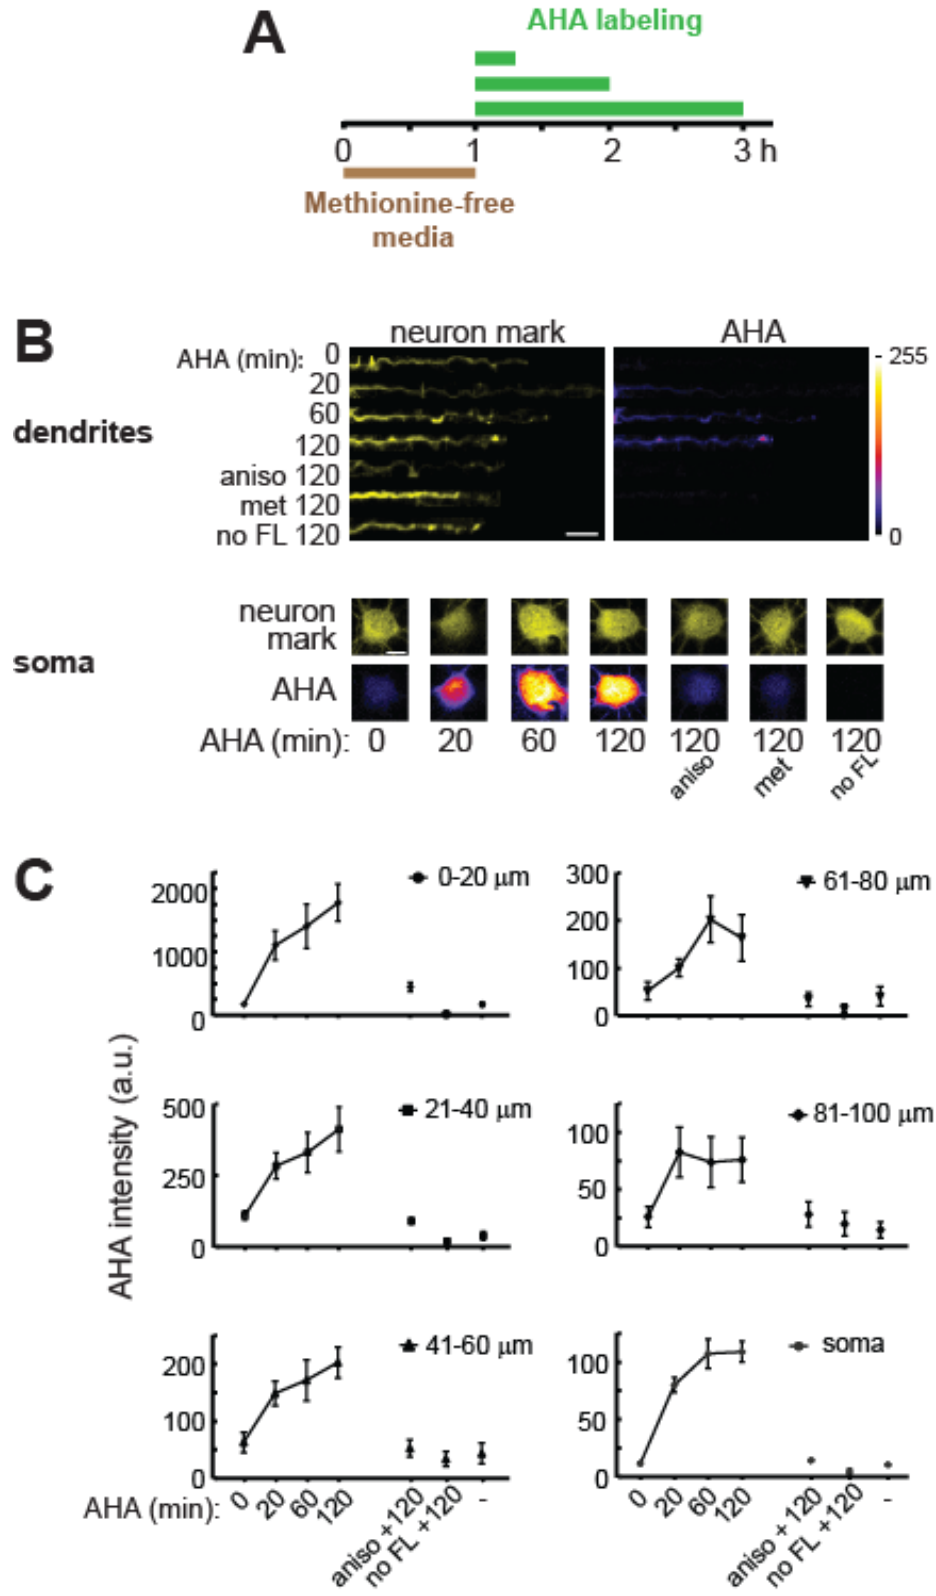 A
AHA labeling
0 1 2 3 h
Methionine-free
media
B
neuron mark AHA
AHA (min): 0
20
60
120
aniso 120
met 120
no FL 120
dendrites
- 255
0
soma
neuron
mark
AHA
AHA (min): 0 20 60 120 120 120 120
aniso met no FL
C
AHA intensity (a.u.)
2000
1000
0
0-20 μm
300
200
100
0
61-80 μm
500
250
0
21-40 μm
100
50
0
81-100 μm
200
100
0
41-60 μm
100
50
0
soma
AHA (min): 0 20 60 120 aniso +120 no FL +120 -
0 20 60 120 aniso +120 no FL +120 -